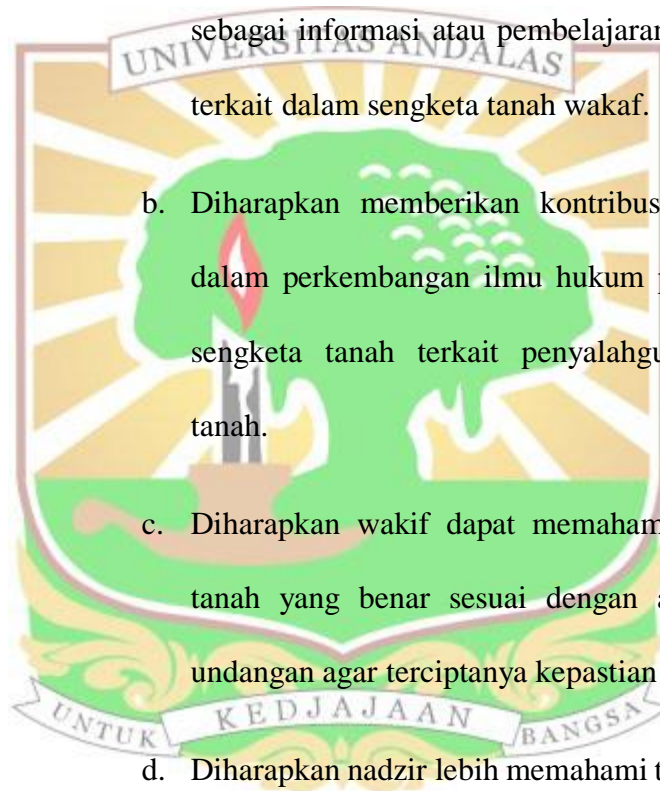 sebagai informasi atau pembelajaran
UNIVERSITAS ANDALAS
terkait dalam sengketa tanah wakaf.
b. Diharapkan memberikan kontribus
dalam perkembangan ilmu hukum p
sengketa tanah terkait penyalahgu
tanah.
c. Diharapkan wakif dapat memaham
tanah yang benar sesuai dengan a
undangan agar terciptanya kepastian
UNTUK KEDJAJAAN BANGSA
d. Diharapkan nadzir lebih memahami t